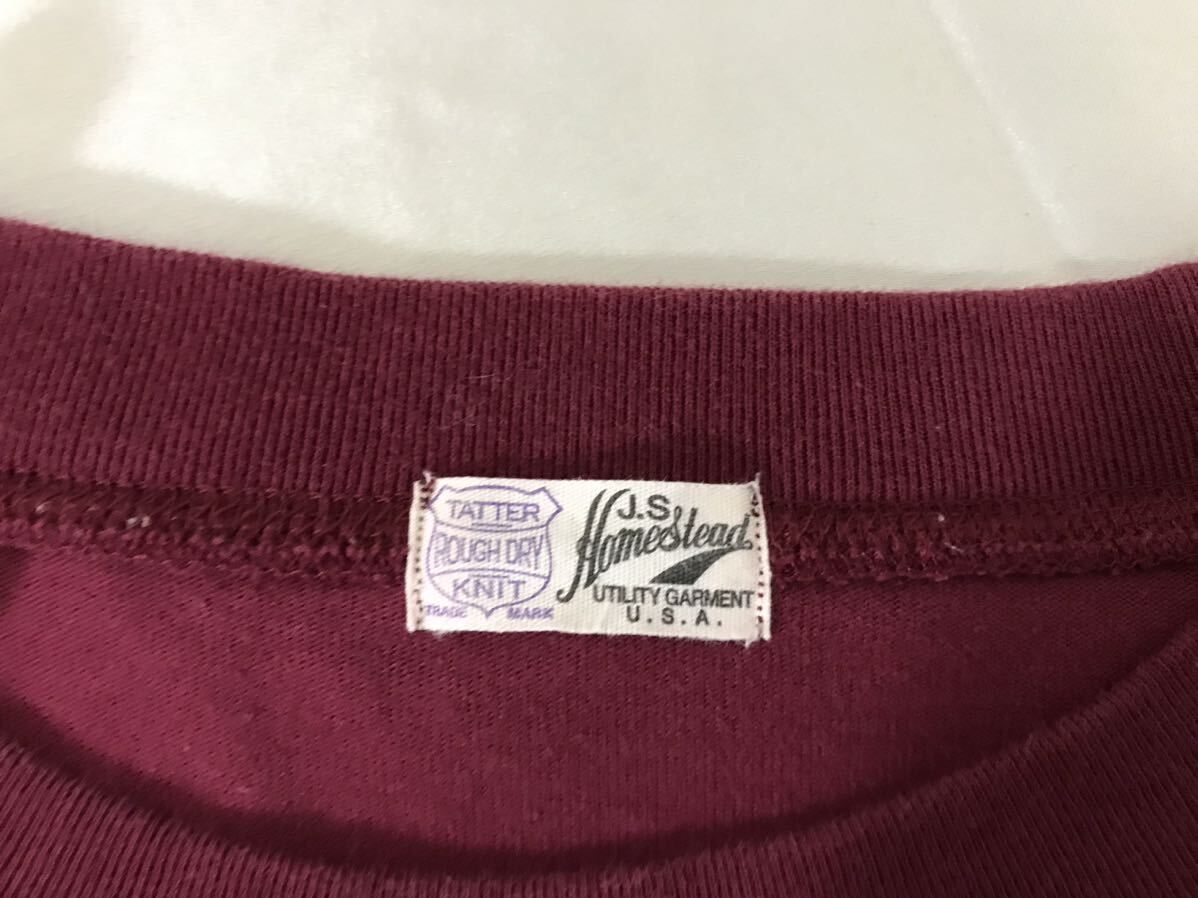 TATTER
ROUGH DRY
KNIT
TRADE MARK
J.S.
Homestead
UTILITY GARMENT
U.S.A.